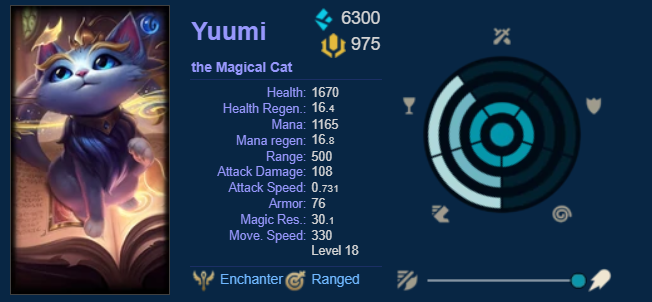 Yuumi
6300
975
the Magical Cat
Health: 1670
Health Regen.: 16.4
Mana: 1165
Mana regen: 16.8
Range: 500
Attack Damage: 108
Attack Speed: 0.731
Armor: 76
Magic Res.: 30.1
Move. Speed: 330
Level 18
Enchanter Ranged